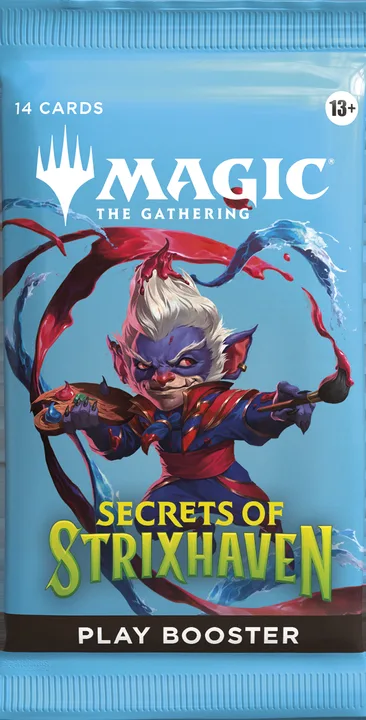 14 CARDS
13+
MAGIC
THE GATHERING
SECRETS OF
STRIXHAVEN
PLAY BOOSTER